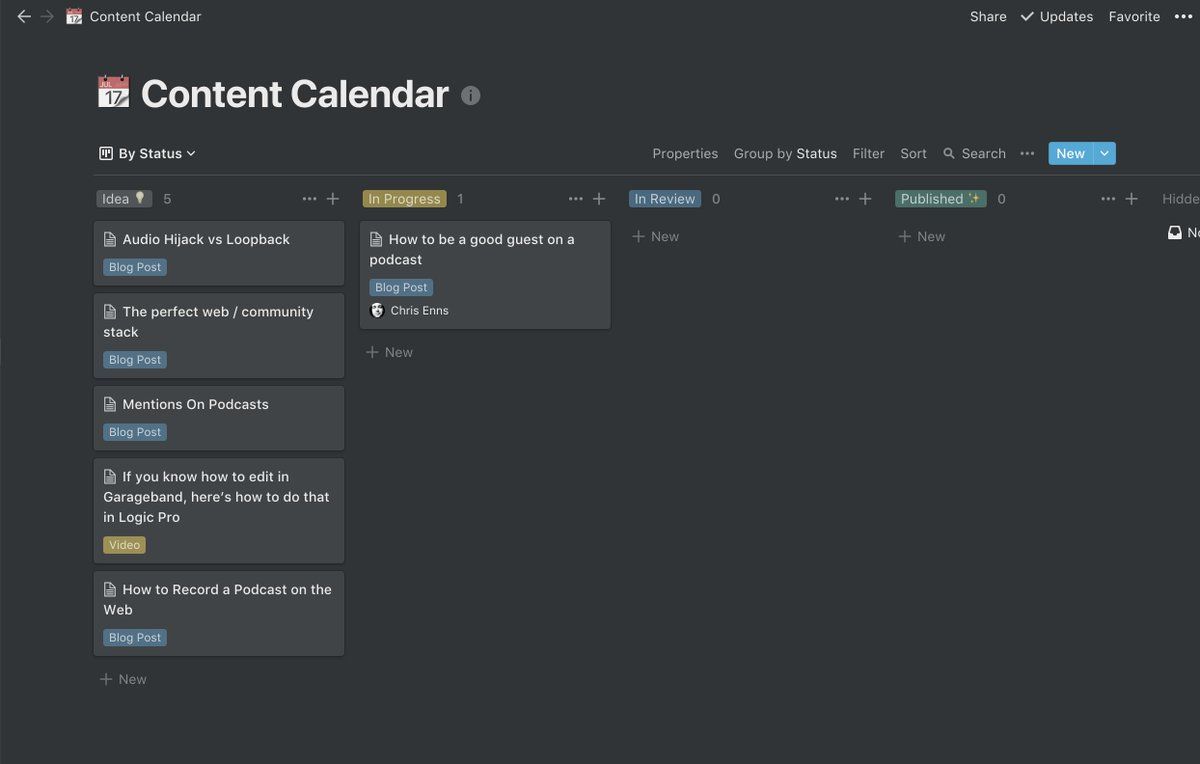 Content Calendar
Share
Updates
Favorite
JUL
17
Content Calendar
By Status
Properties
Group by Status
Filter
Sort
Search
New
Idea 5
Audio Hijack vs Loopback
Blog Post
The perfect web / community
stack
Blog Post
Mentions On Podcasts
Blog Post
If you know how to edit in
Garageband, here’s how to do that
in Logic Pro
Video
How to Record a Podcast on the
Web
Blog Post
New
In Progress 1
How to be a good guest on a
podcast
Blog Post
Chris Enns
New
In Review 0
New
Published 0
New